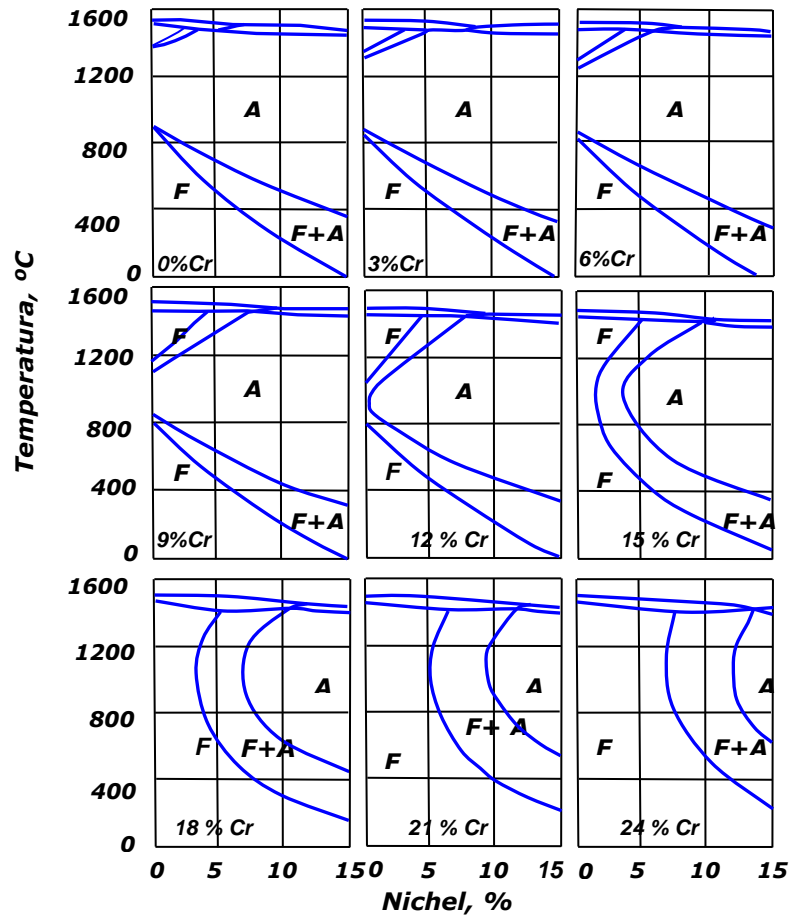 1600
1200
800
400
0
A
F
F+A
0%Cr
A
F
F+A
3%Cr
A
F
F+A
6%Cr
Temperatura, ºC
1600
1200
800
400
0
F
A
F
F+A
9%Cr
F
A
F
12 % Cr
F
A
F
F+A
15 % Cr
1600
1200
800
400
0
A
F
F+A
18 % Cr
A
F+ A
F
21 % Cr
A
F
F+A
24 % Cr
0 5 10 15 0 5 10 15 0 5 10 15
Nichel, %